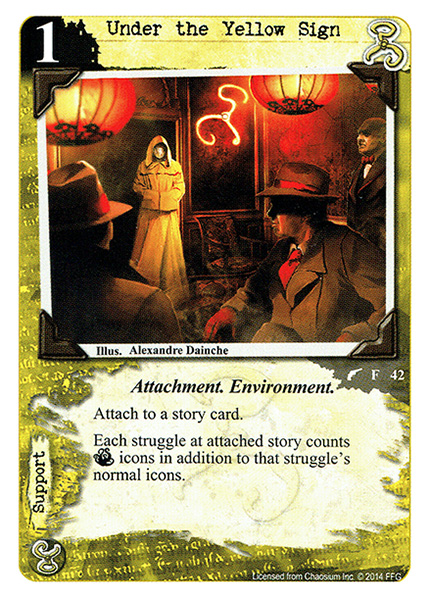 1
Under the Yellow Sign
Illus. Alexandre Dainche
F 42
Attachment. Environment.
Attach to a story card.
Each struggle at attached story counts
icons in addition to that struggle's
normal icons.
Support
Licensed from Chaosium Inc. © 2014 FFG